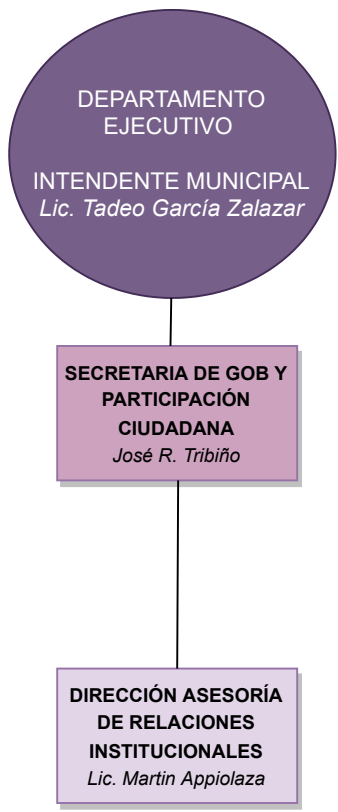 DEPARTAMENTO
EJECUTIVO
INTENDENTE MUNICIPAL
Lic. Tadeo García Zalazar
SECRETARIA DE GOB Y
PARTICIPACIÓN
CIUDADANA
José R. Tribiño
DIRECCIÓN ASESORÍA
DE RELACIONES
INSTITUCIONALES
Lic. Martin Appiolaza